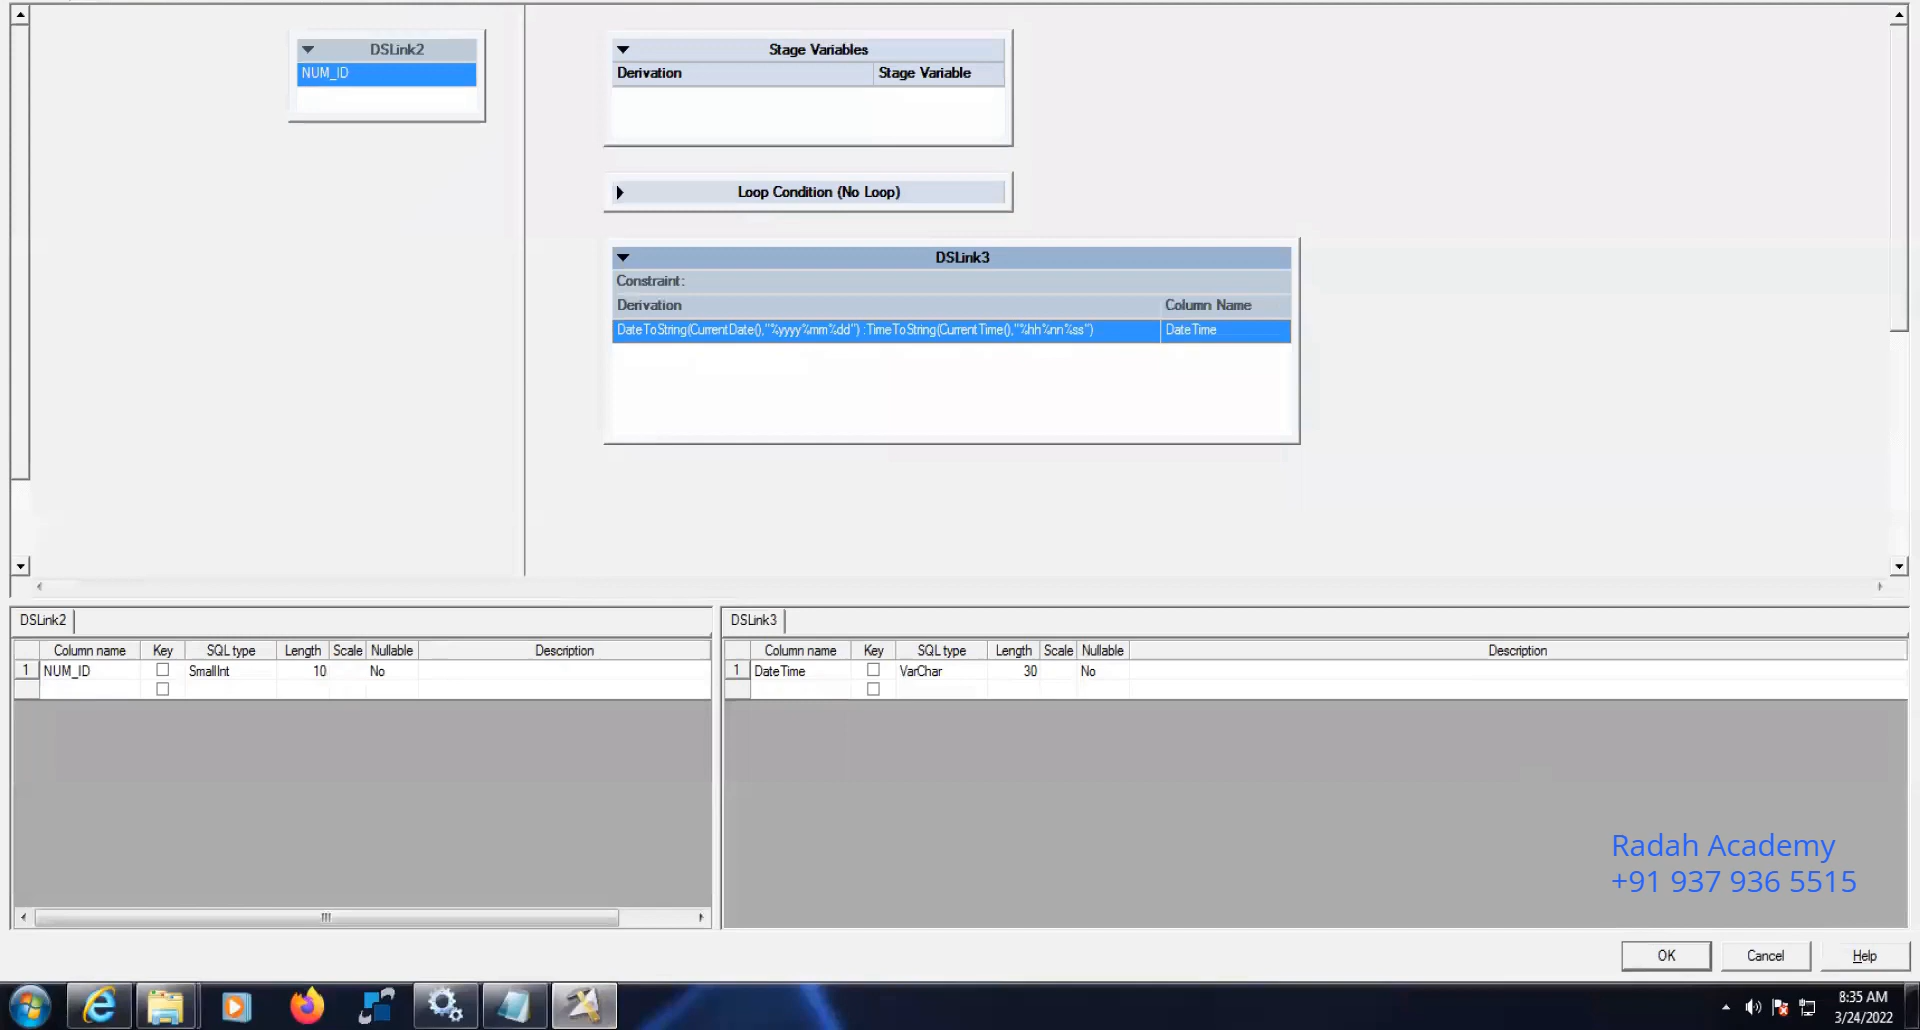 DSLink2
NUM_ID
Stage Variables
Derivation Stage Variable
Loop Condition (No Loop)
DSLink3
Constraint:
Derivation Column Name
DateToString(CurrentDate(),"%yyyy%mm%dd") :TimeToString(CurrentTime(),"%hh%nn%ss") DateTime
DSLink2
Column name Key SQL type Length Scale Nullable Description
1 NUM_ID SmallInt 10 No
DSLink3
Column name Key SQL type Length Scale Nullable Description
1 DateTime VarChar 30 No
Radah Academy
+91 937 936 5515
OK Cancel Help
8:35 AM
3/24/2022